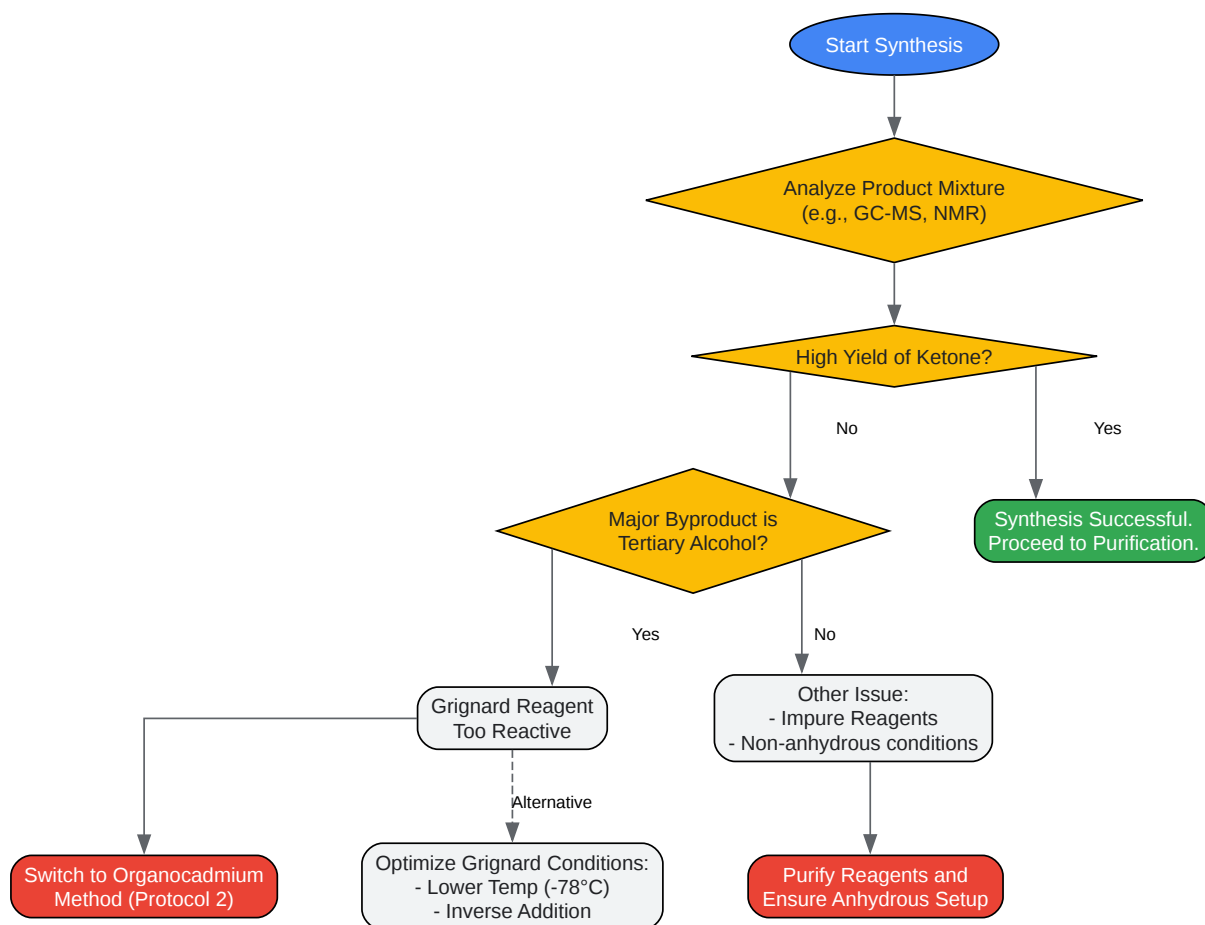 Start Synthesis
Analyze Product Mixture
(e.g., GC-MS, NMR)
High Yield of Ketone?
No
Yes
Major Byproduct is
Tertiary Alcohol?
Synthesis Successful.
Proceed to Purification.
Yes
No
Grignard Reagent
Too Reactive
Other Issue:
- Impure Reagents
- Non-anhydrous conditions
Alternative
Switch to Organocadmium
Method (Protocol 2)
Optimize Grignard Conditions:
- Lower Temp (-78°C)
- Inverse Addition
Purify Reagents and
Ensure Anhydrous Setup